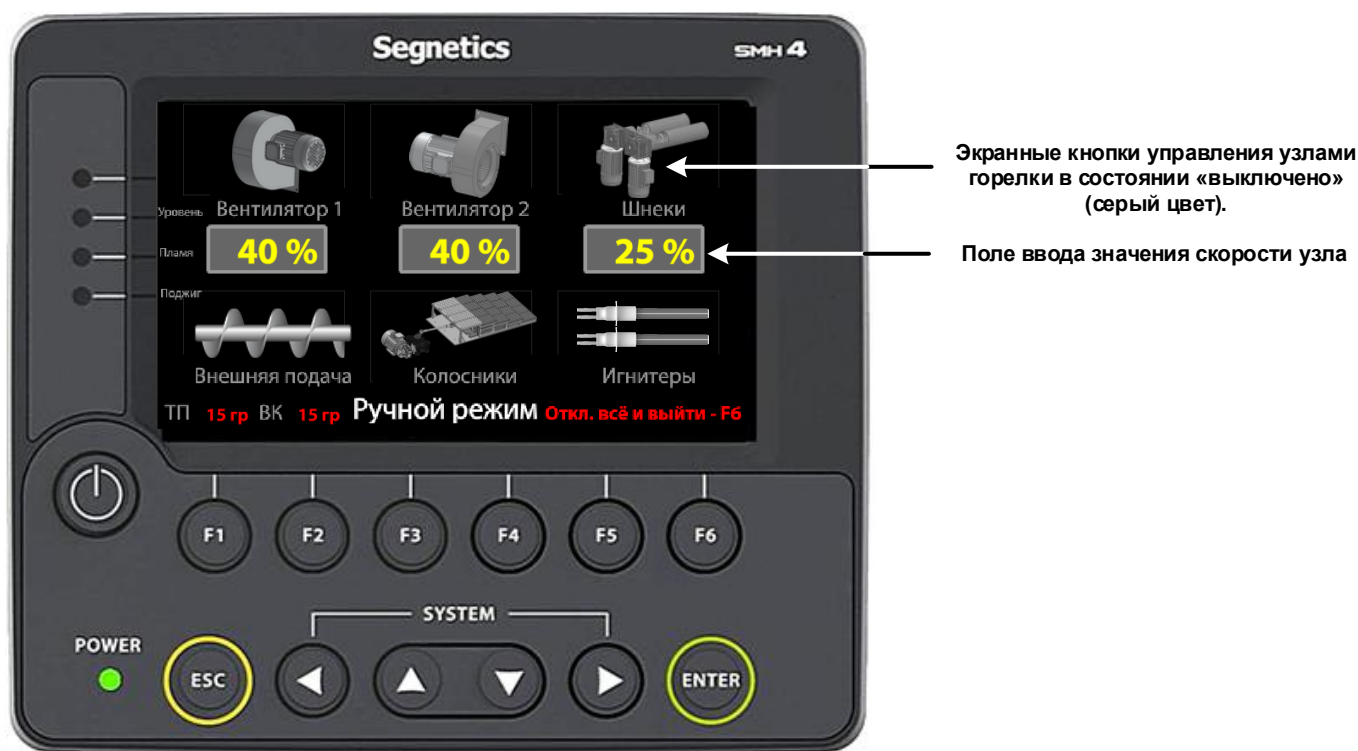 Segnetics
SMH 4
Экранные кнопки управления узлами
горелки в состоянии «выключено»
(серый цвет).
Уровень
Вентилятор 1
Вентилятор 2
Шнеки
Пламя
40 %
40 %
25 %
Поле ввода значения скорости узла
Поджиг
Внешняя подача
Колосники
Игнитеры
ТП 15 гр ВК 15 гр Ручной режим Откл. всё и выйти - F6
F1 F2 F3 F4 F5 F6
SYSTEM
POWER
ESC
ENTER